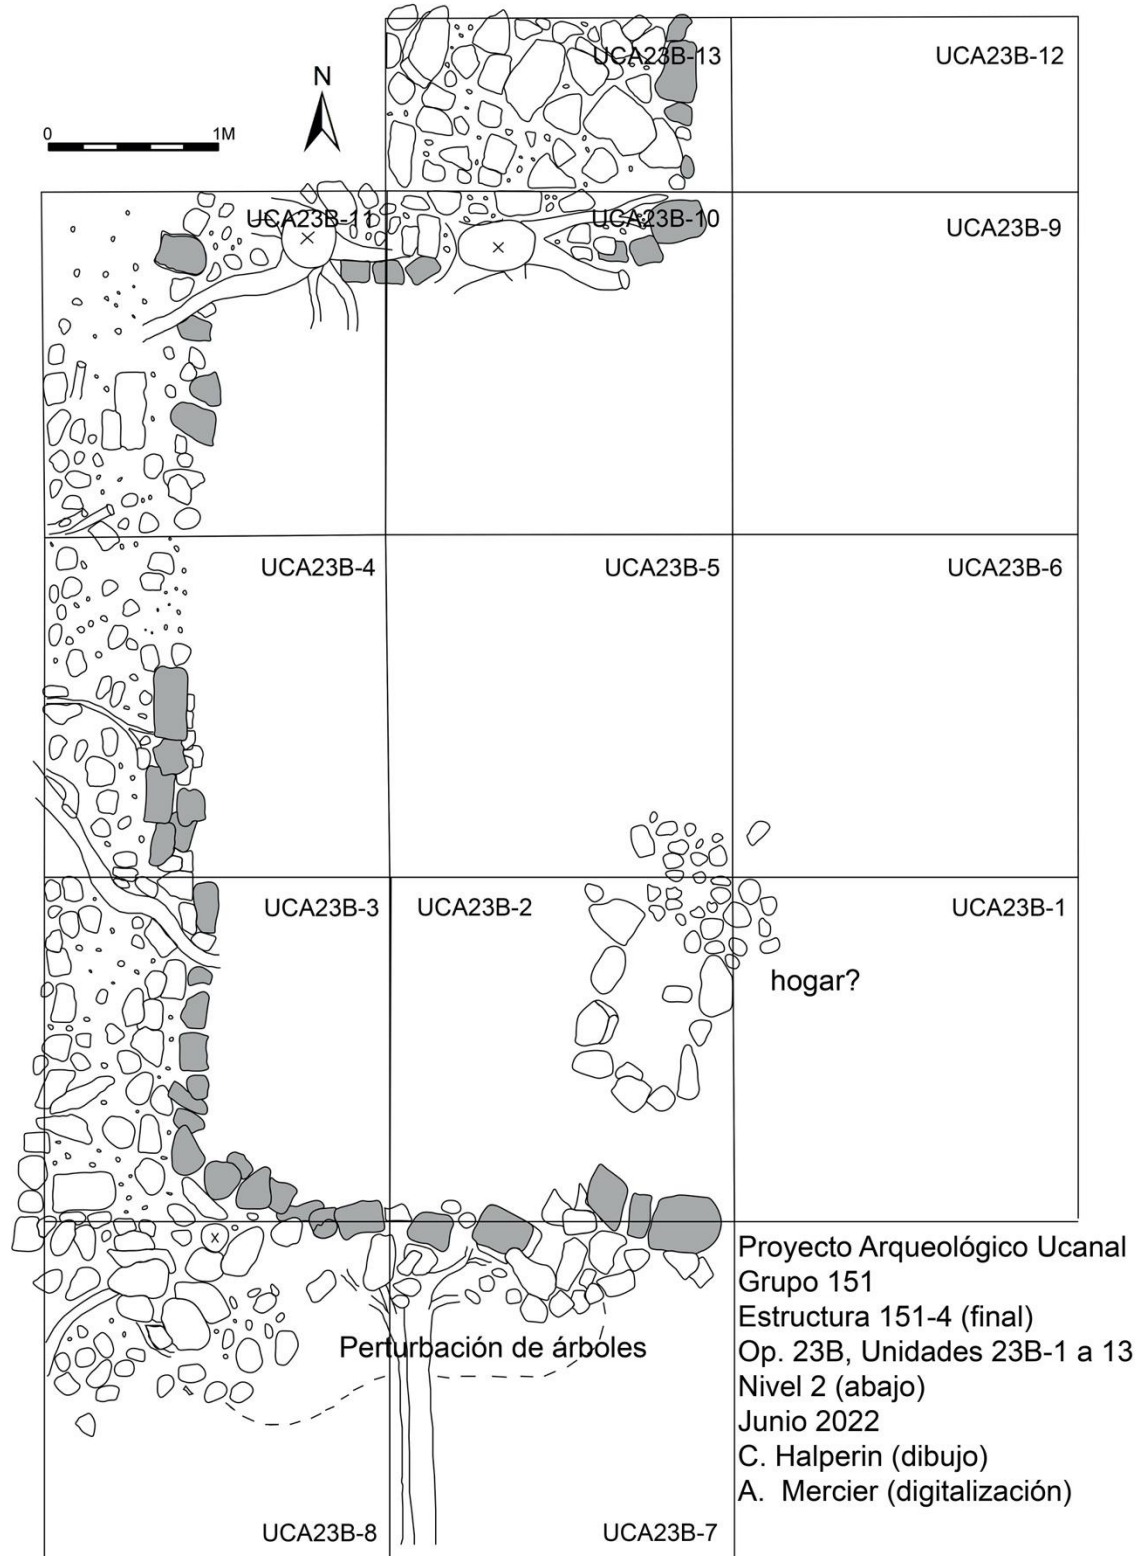 UCA23B-13
UCA23B-12
N
0 1M
UCA23B-11
UCA23B-10
UCA23B-9
UCA23B-4
UCA23B-5
UCA23B-6
UCA23B-3
UCA23B-2
UCA23B-1
hogar?
Perturbación de árboles
Proyecto Arqueológico Ucanal
Grupo 151
Estructura 151-4 (final)
Op. 23B, Unidades 23B-1 a 13
Nivel 2 (abajo)
Junio 2022
C. Halperin (dibujo)
A. Mercier (digitalización)
UCA23B-8
UCA23B-7